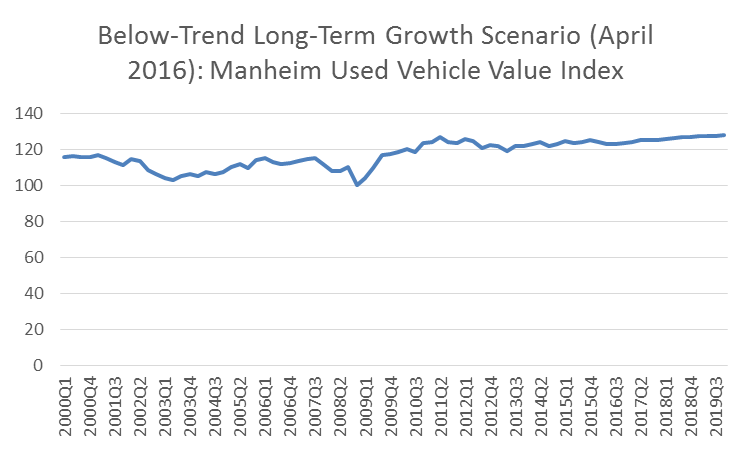 Below-Trend Long-Term Growth Scenario (April
2016): Manheim Used Vehicle Value Index
140
120
100
80
60
40
20
0
2000Q1
2000Q4
2001Q3
2002Q2
2003Q1
2003Q4
2004Q3
2005Q2
2006Q1
2006Q4
2007Q3
2008Q2
2009Q1
2009Q4
2010Q3
2011Q2
2012Q1
2012Q4
2013Q3
2014Q2
2015Q1
2015Q4
2016Q3
2017Q2
2018Q1
2018Q4
2019Q3